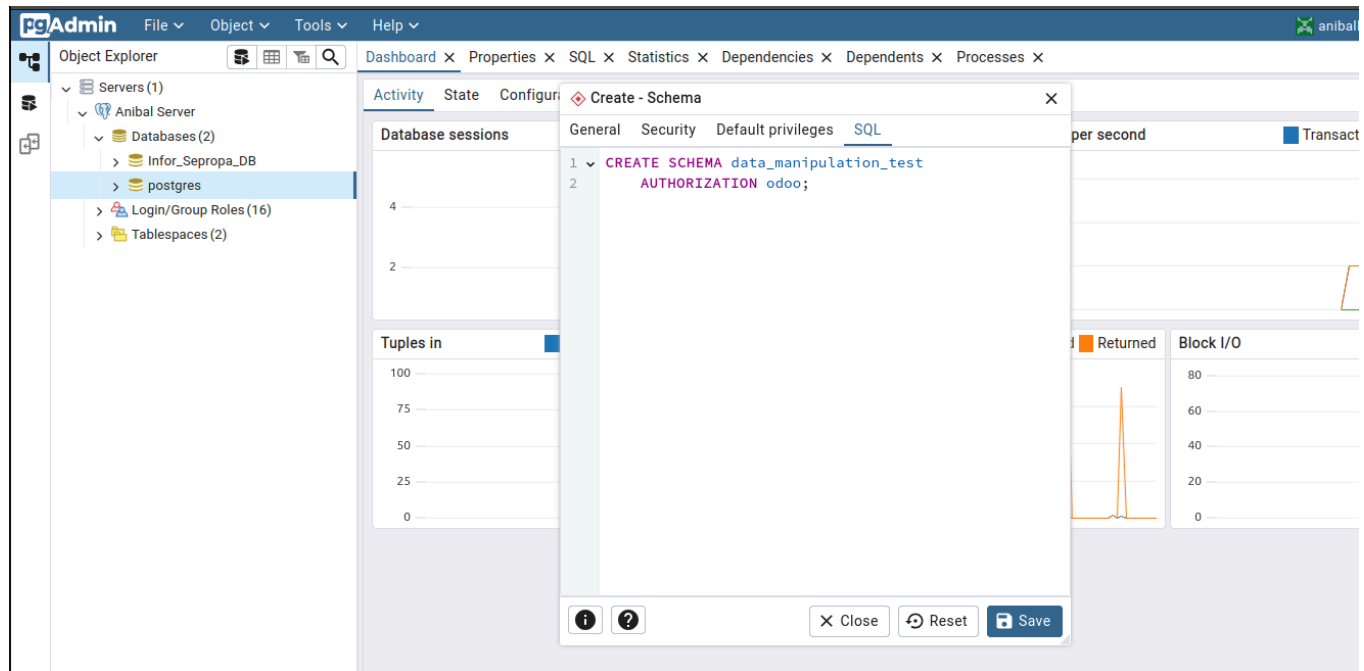 pgAdmin File Object Tools Help
Object Explorer
Servers (1)
Anibal Server
Databases (2)
Infor_Sepropa_DB
postgres
Login/Group Roles (16)
Tablespaces (2)
Dashboard Properties SQL Statistics Dependencies Dependents Processes
Activity State
Database sessions
4
2
per second
Tuples in
100
75
50
25
0
Returned
Block I/O
80
60
40
20
0
Create - Schema
General Security Default privileges SQL
1 CREATE SCHEMA data_manipulation_test
2 AUTHORIZATION odoo;
Close Reset Save